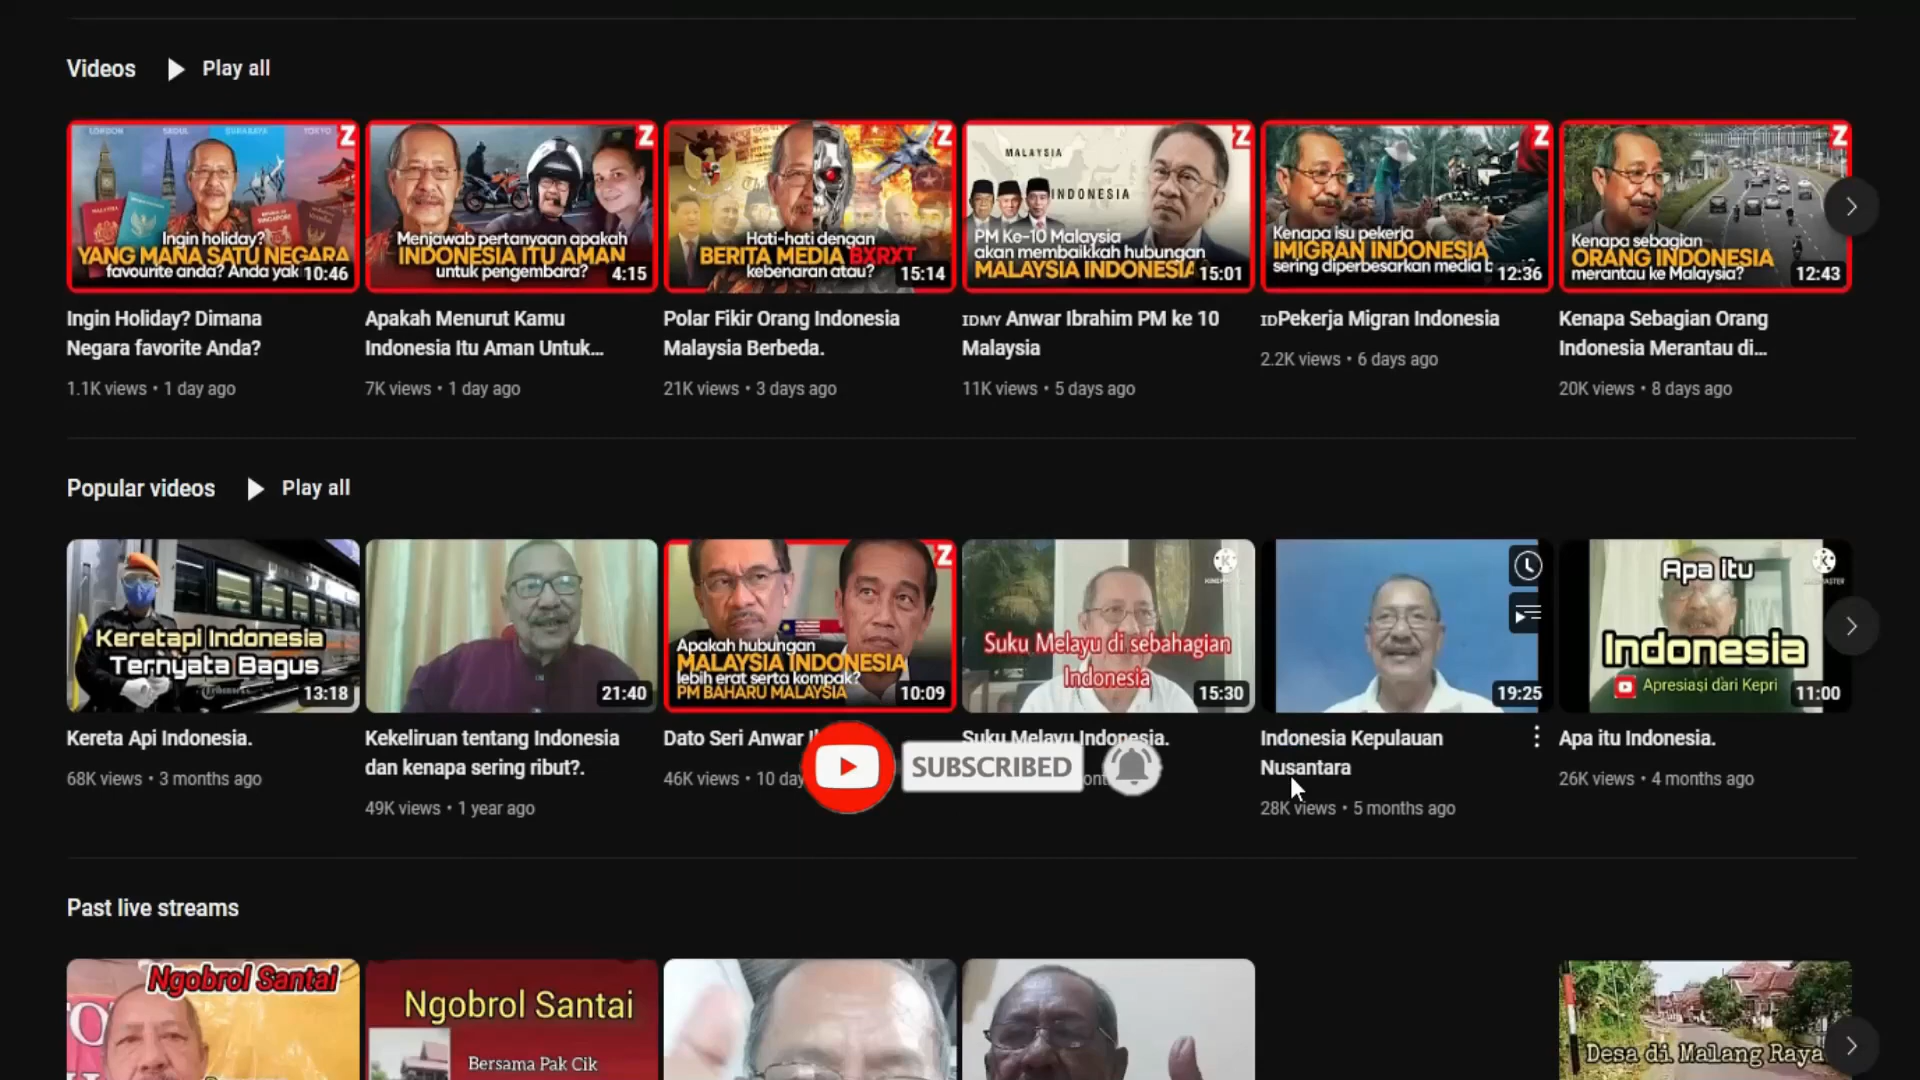 Videos
Play all
LONDON
SEOUL
SURABAYA
TOKYO
Ingin holiday?
YANG MANA SATU NEGARA
favourite anda? Anda yak
10:46
Z
Menjawab pertanyaan apakah
INDONESIA ITU AMAN
untuk pengembara?
4:15
Z
Hati-hati dengan
BERITA MEDIA BXRXT
kebenaran atau?
15:14
Z
MALAYSIA
INDONESIA
PM Ke-10 Malaysia
akan membaikkah hubungan
MALAYSIA INDONESIA
15:01
Z
Kenapa isu pekerja
IMIGRAN INDONESIA
sering diperbesarkan media b
12:36
Z
Kenapa sebagian
ORANG INDONESIA
merantau ke Malaysia?
12:43
Z
Ingin Holiday? Dimana
Negara favorite Anda?
1.1K views • 1 day ago
Apakah Menurut Kamu
Indonesia Itu Aman Untuk...
7K views • 1 day ago
Polar Fikir Orang Indonesia
Malaysia Berbeda.
21K views • 3 days ago
IDMY Anwar Ibrahim PM ke 10
Malaysia
11K views • 5 days ago
IDPekerja Migran Indonesia
2.2K views • 6 days ago
Kenapa Sebagian Orang
Indonesia Merantau di...
20K views • 8 days ago
Popular videos
Play all
Keretapi Indonesia
Ternyata Bagus
13:18
21:40
Z
Apakah hubungan
MALAYSIA INDONESIA
lebih erat serta kompak?
PM BAHARU MALAYSIA
10:09
Suku Melayu di sebahagian
Indonesia
15:30
19:25
Apa itu
Indonesia
Apresiasi dari Kepri
11:00
Kereta Api Indonesia.
68K views • 3 months ago
Kekeliruan tentang Indonesia
dan kenapa sering ribut?.
49K views • 1 year ago
Dato Seri Anwar
46K views • 10 day
Suku Melayu Indonesia.
SUBSCRIBED
Indonesia Kepulauan
Nusantara
28K views • 5 months ago
Apa itu Indonesia.
26K views • 4 months ago
Past live streams
Ngobrol Santai
Ngobrol Santai
Bersama Pak Cik
Desa di Malang Raya